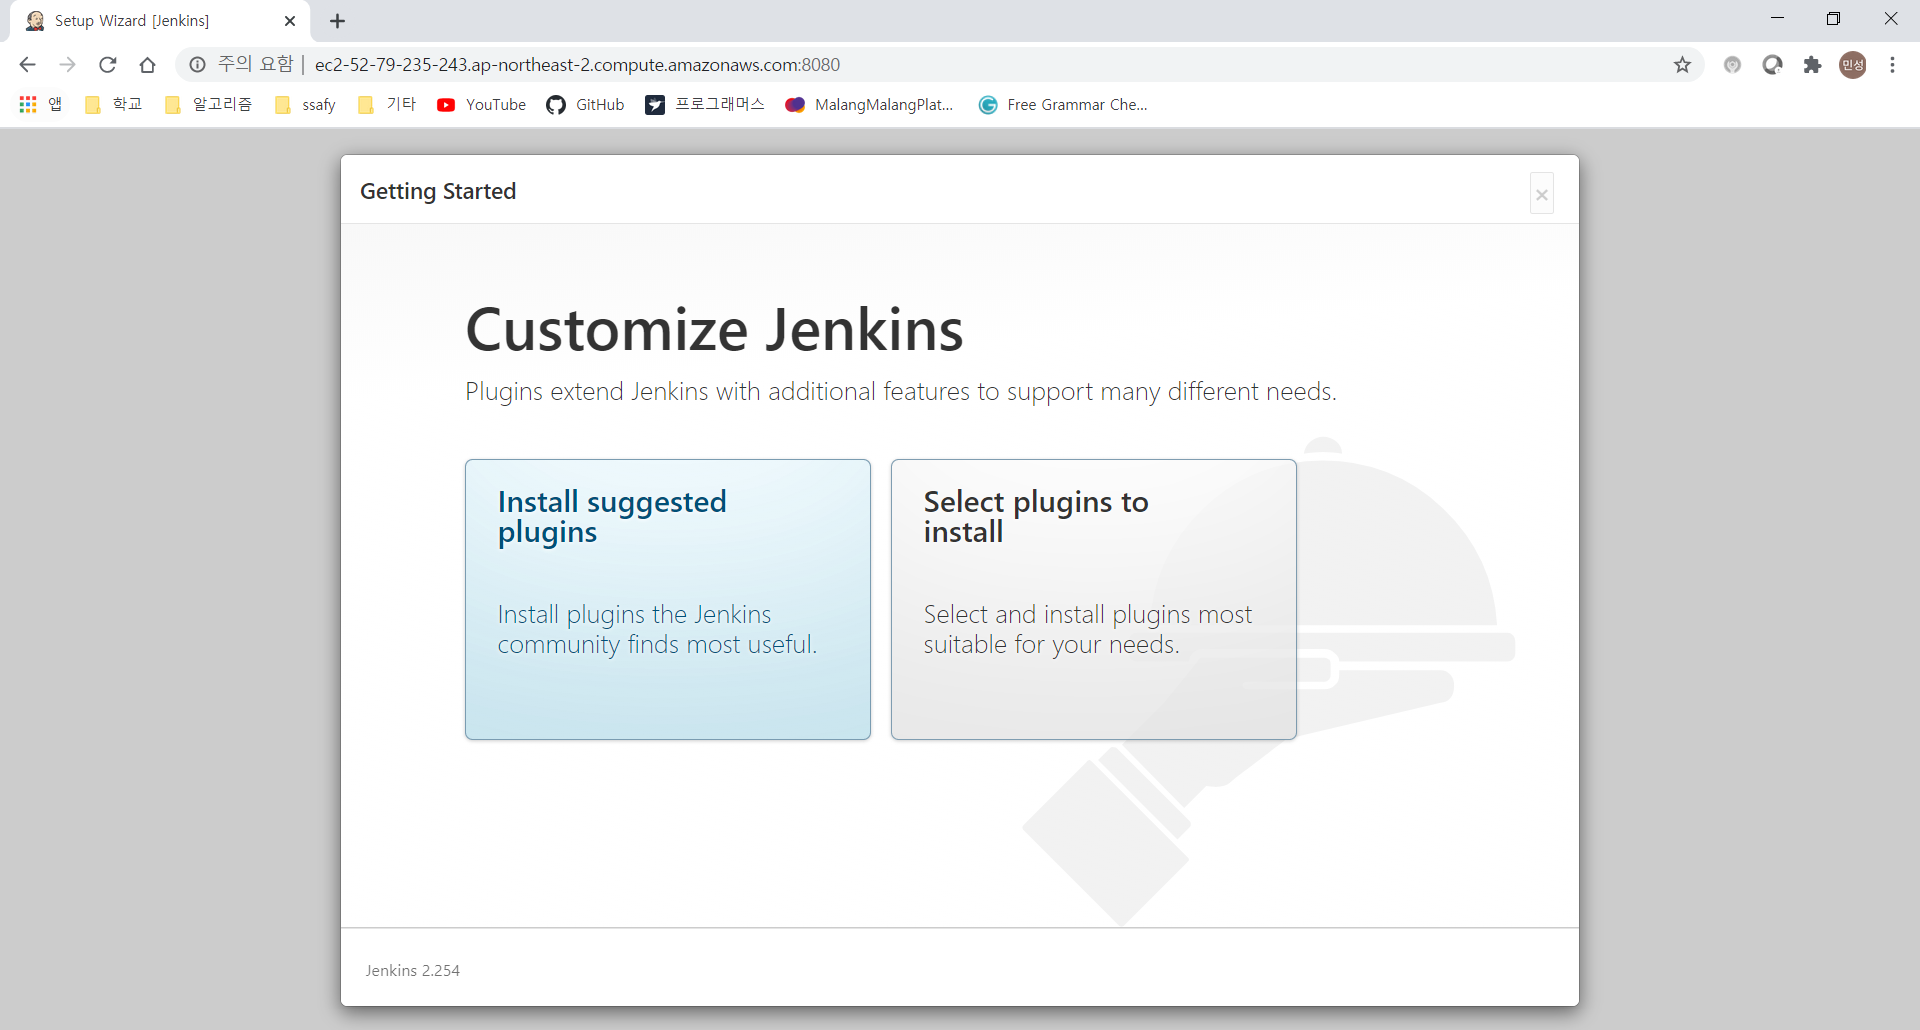 Setup Wizard [Jenkins]
주의 요함 | ec2-52-79-235-243.ap-northeast-2.compute.amazonaws.com:8080
민성
앱 학교 알고리즘 ssafy 기타 YouTube GitHub 프로그래머스 MalangMalangPlat... Free Grammar Che...
Getting Started
×
Customize Jenkins
Plugins extend Jenkins with additional features to support many different needs.
Install suggested
plugins
Install plugins the Jenkins
community finds most useful.
Select plugins to
install
Select and install plugins most
suitable for your needs.
Jenkins 2.254